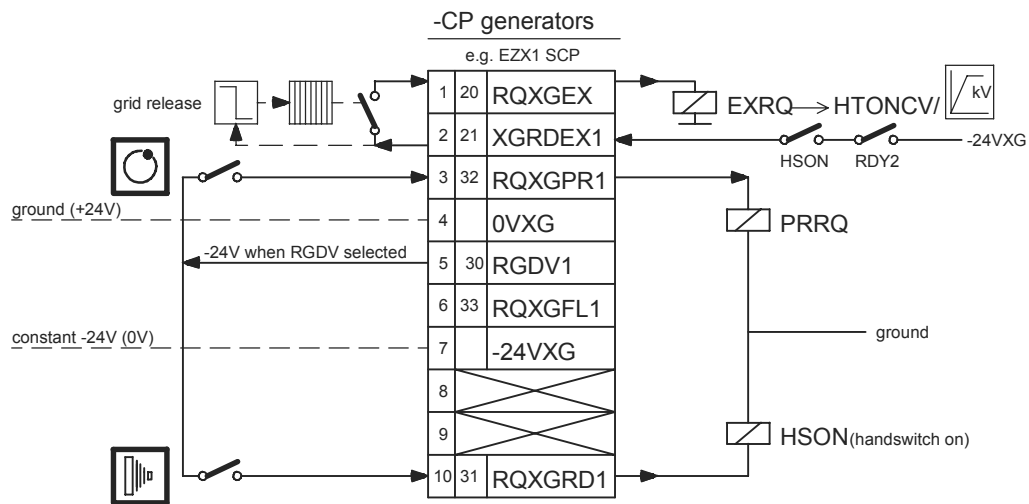 -CP generators
e.g. EZX1 SCP
grid release
1 20 RQXGEX
EXRQ → HTONCV/ kV
2 21 XGRDEX1
HSON RDY2 -24VXG
3 32 RQXGPR1
ground (+24V)
4 0VXG
PRRQ
-24V when RGDV selected
5 30 RGDV1
6 33 RQXGFL1
ground
constant -24V (0V)
7 -24VXG
8
9
HSON (handswitch on)
10 31 RQXGRD1